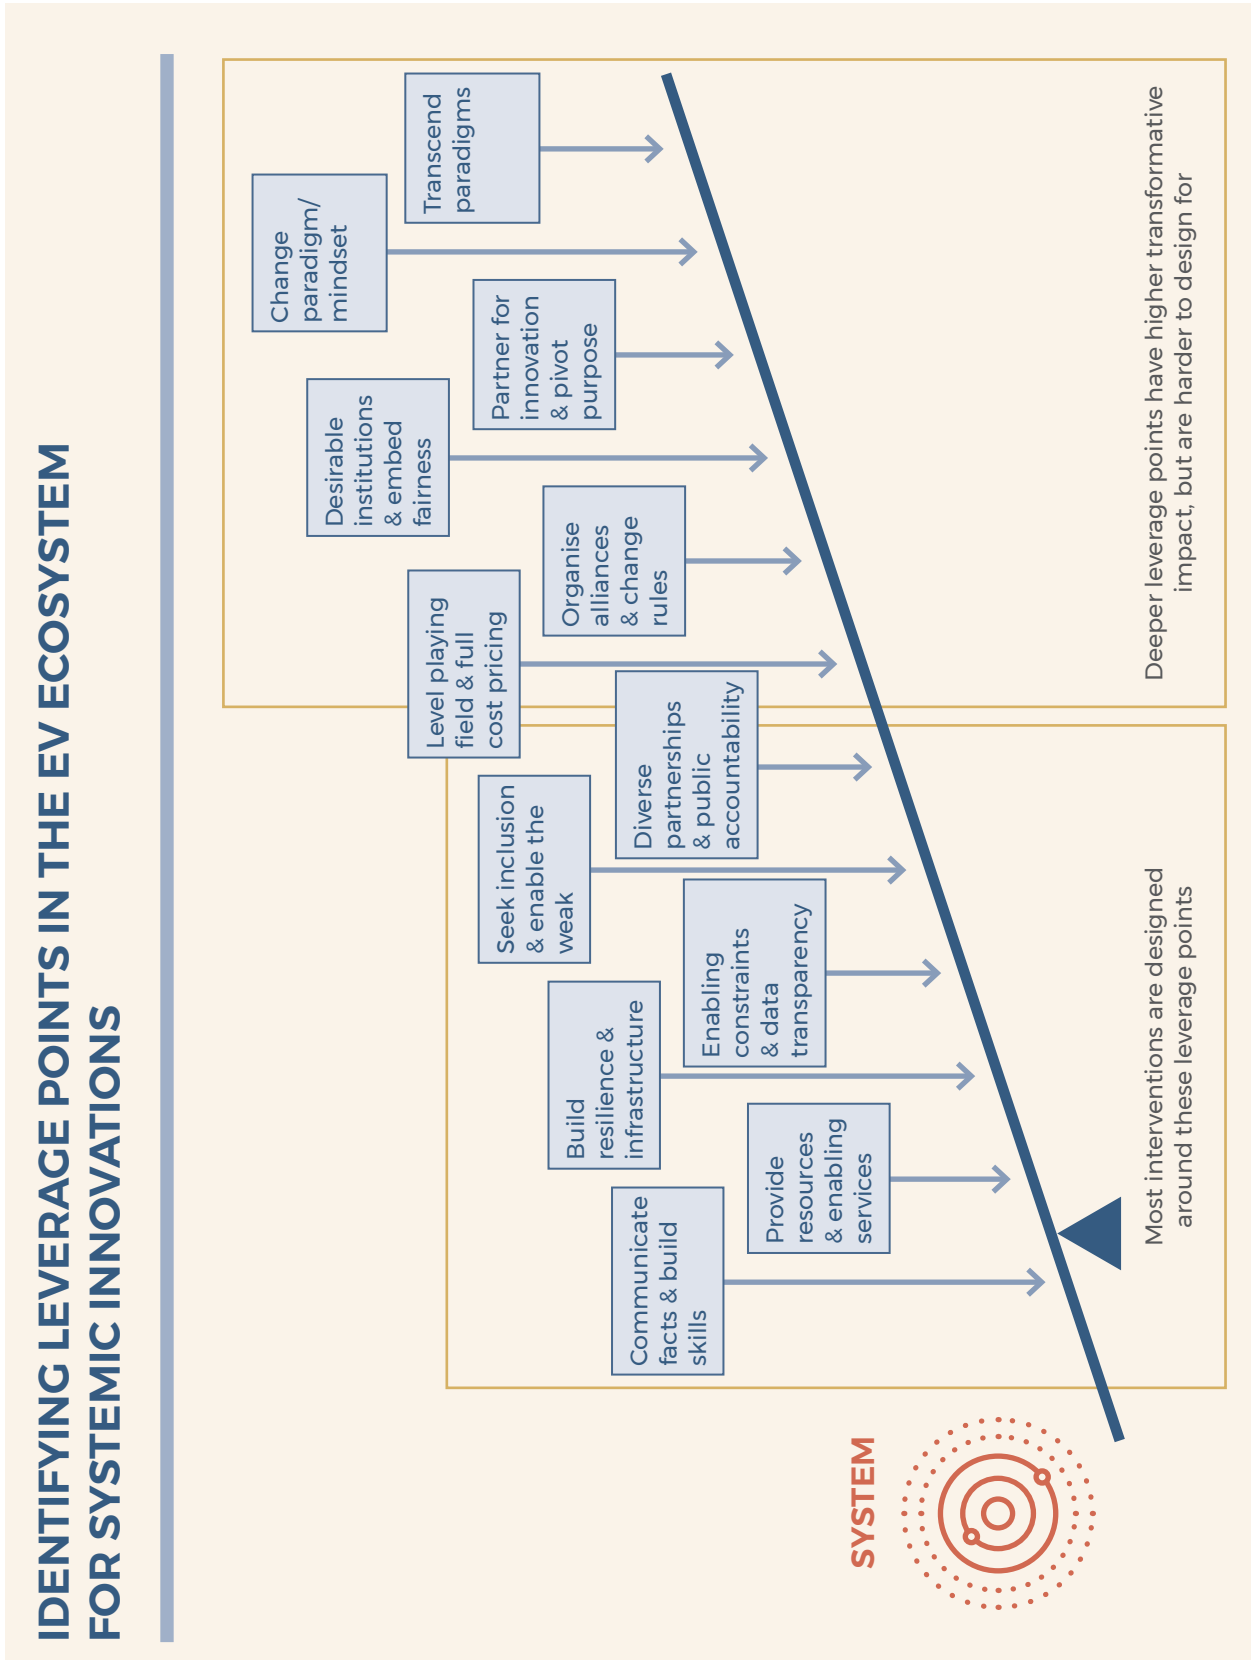 IDENTIFYING LEVERAGE POINTS IN THE EV ECOSYSTEM
FOR SYSTEMIC INNOVATIONS
SYSTEM
Communicate
facts & build
skills
Provide
resources
& enabling
services
Build
resilience &
infrastructure
Enabling
constraints
& data
transparency
Seek inclusion
& enable the
weak
Diverse
partnerships
& public
accountability
Level playing
field & full
cost pricing
Organise
alliances
& change
rules
Desirable
institutions
& embed
fairness
Partner for
innovation
& pivot
purpose
Change
paradigm/
mindset
Transcend
paradigms
Most interventions are designed
around these leverage points
Deeper leverage points have higher transformative
impact, but are harder to design for